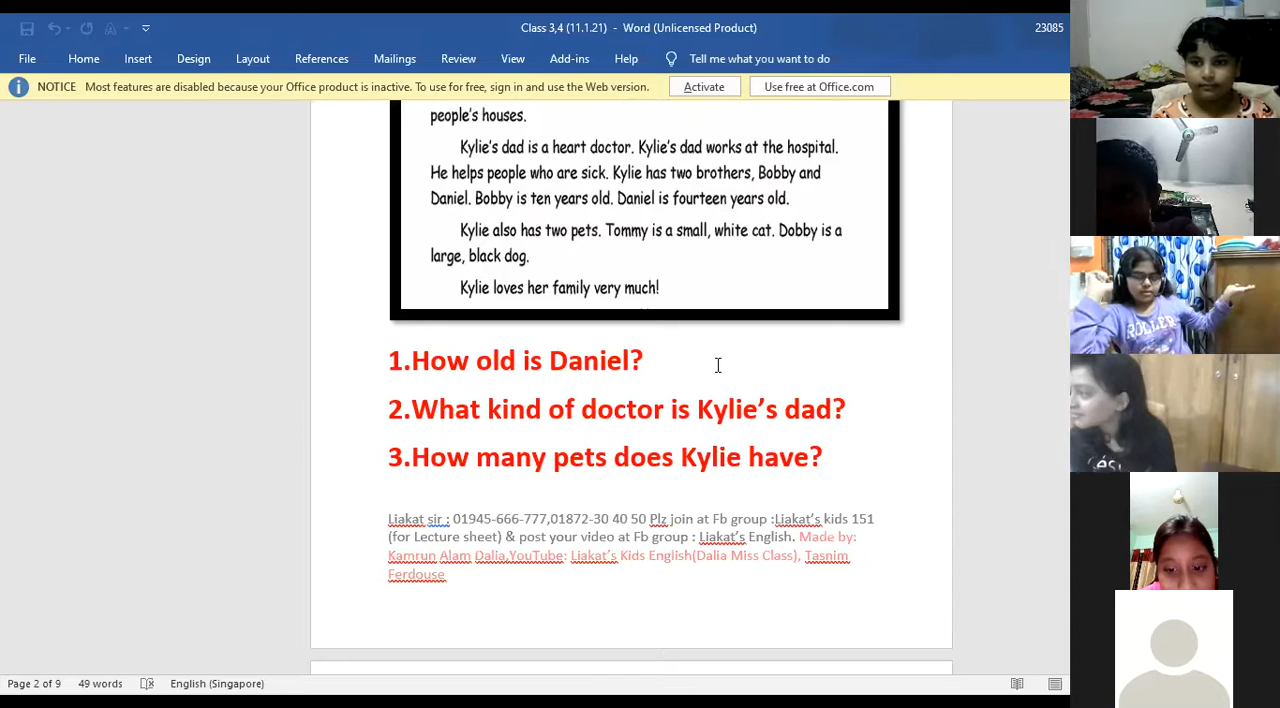 Class 3,4 (11.1.21) - Word (Unlicensed Product)
23085
File Home Insert Design Layout References Mailings Review View Add-ins Help Tell me what you want to do
NOTICE Most features are disabled because your Office product is inactive. To use for free, sign in and use the Web version. Activate Use free at Office.com
people's houses.
Kylie's dad is a heart doctor. Kylie's dad works at the hospital.
He helps people who are sick. Kylie has two brothers, Bobby and
Daniel. Bobby is ten years old. Daniel is fourteen years old.
Kylie also has two pets. Tommy is a small, white cat. Dobby is a
large, black dog.
Kylie loves her family very much!
1.How old is Daniel?
2.What kind of doctor is Kylie’s dad?
3.How many pets does Kylie have?
Liakat sir : 01945-666-777,01872-30 40 50 Plz join at Fb group :Liakat’s kids 151
(for Lecture sheet) & post your video at Fb group : Liakat’s English. Made by:
Kamrun Alam Dalia,YouTube: Liakat’s Kids English(Dalia Miss Class), Tasnim
Ferdouse
Page 2 of 9 49 words English (Singapore)
ROLLER